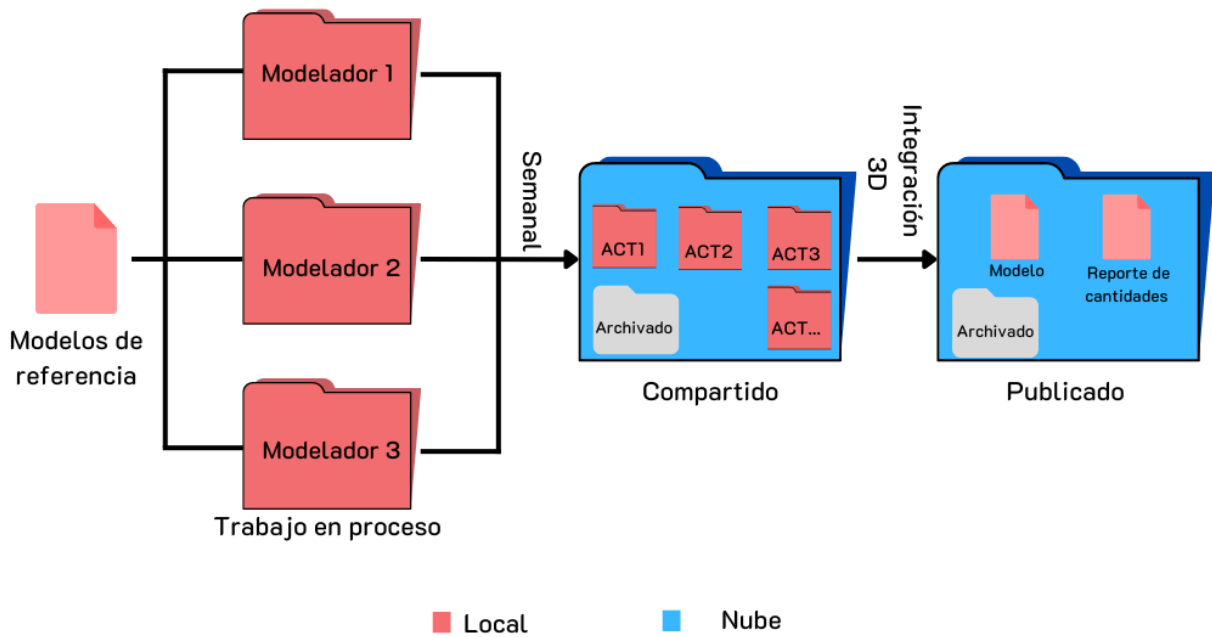 Modelos de
referencia
Modelador 1
Modelador 2
Modelador 3
Trabajo en proceso
Semanal
ACT1
ACT2
ACT3
Archivado
ACT...
Compartido
Integración
3D
Modelo
Reporte de
cantidades
Archivado
Publicado
Local
Nube